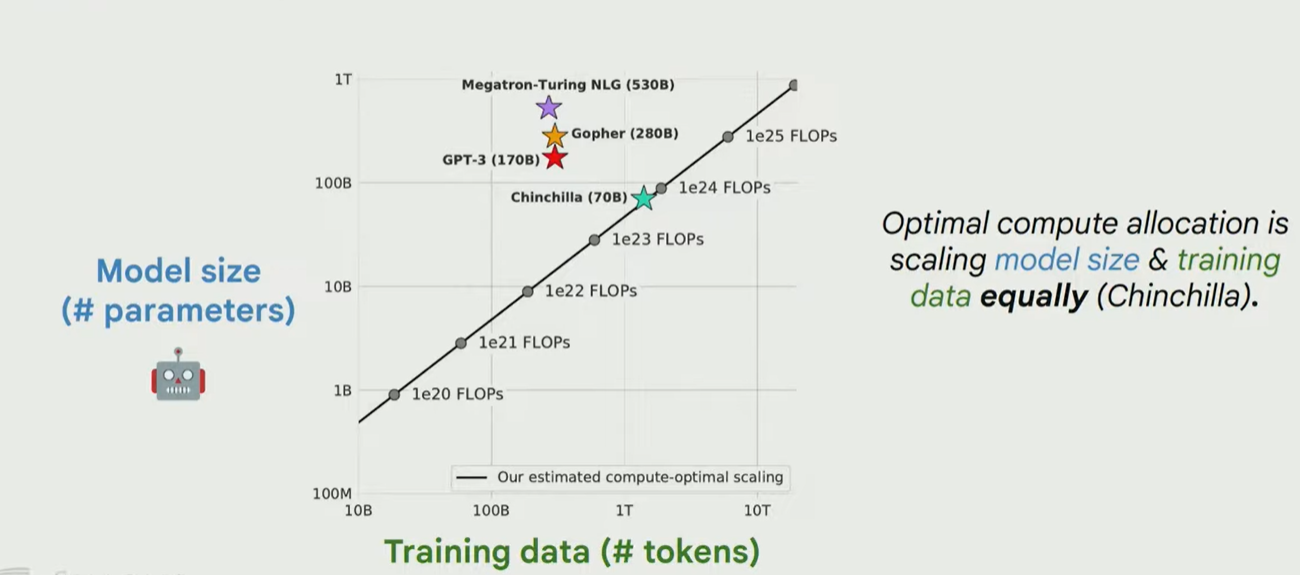 1T
Megatron-Turing NLG (530B)
Gopher (280B)
GPT-3 (170B)
1e25 FLOPs
100B
Chinchilla (70B)
1e24 FLOPs
1e23 FLOPs
10B
1e22 FLOPs
1e21 FLOPs
1B
1e20 FLOPs
Our estimated compute-optimal scaling
100M
10B
100B
1T
10T
Model size
(# parameters)
Training data (# tokens)
Optimal compute allocation is
scaling model size & training
data equally (Chinchilla).